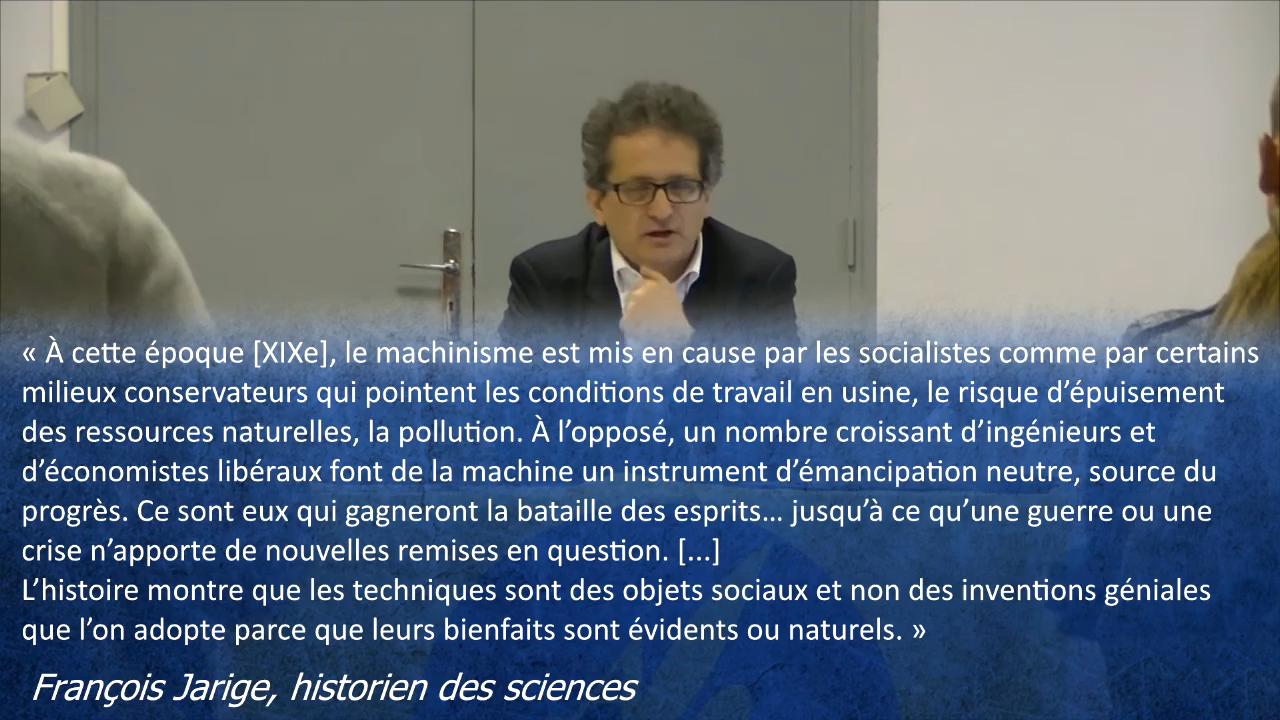 « À cette époque [XIXe], le machinisme est mis en cause par les socialistes comme par certains
milieux conservateurs qui pointent les conditions de travail en usine, le risque d’épuisement
des ressources naturelles, la pollution. À l’opposé, un nombre croissant d’ingénieurs et
d’économistes libéraux font de la machine un instrument d’émancipation neutre, source du
progrès. Ce sont eux qui gagneront la bataille des esprits… jusqu’à ce qu’une guerre ou une
crise n’apporte de nouvelles remises en question. [...]
L’histoire montre que les techniques sont des objets sociaux et non des inventions géniales
que l’on adopte parce que leurs bienfaits sont évidents ou naturels. »
François Jarige, historien des sciences